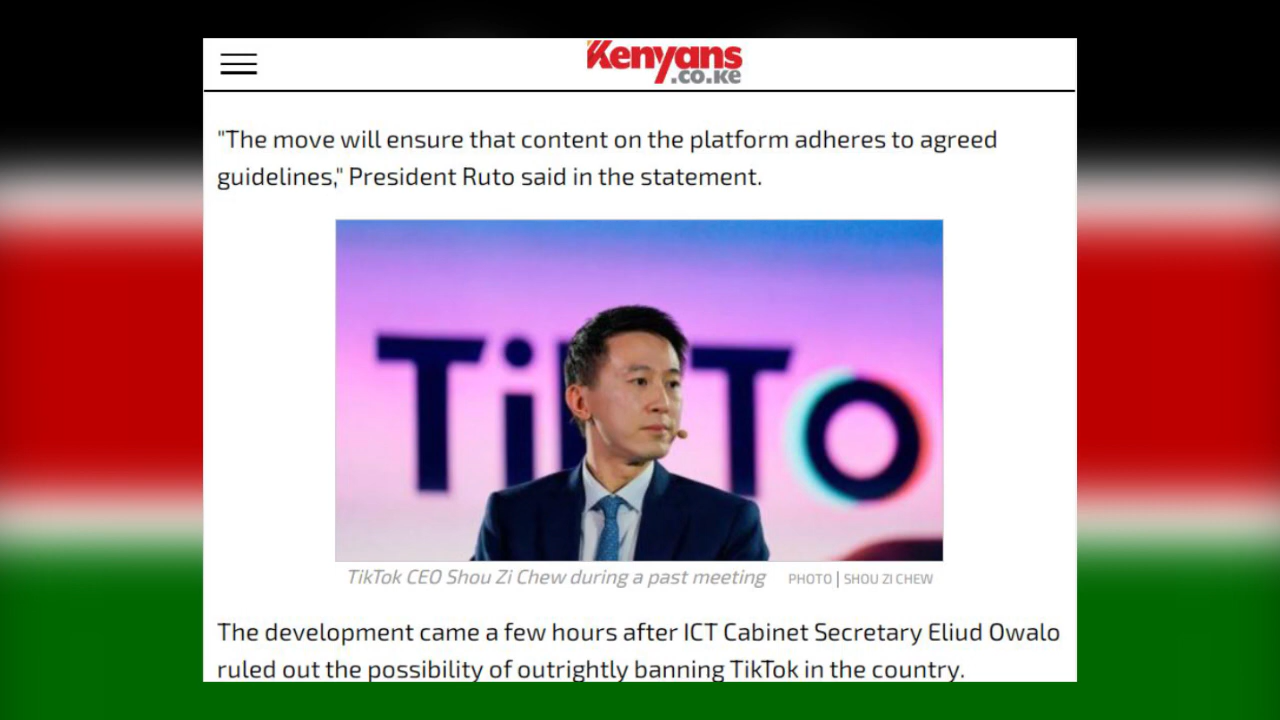 Kenyans
.co.ke
"The move will ensure that content on the platform adheres to agreed
guidelines," President Ruto said in the statement.
TikTo
TikTok CEO Shou Zi Chew during a past meeting PHOTO | SHOU ZI CHEW
The development came a few hours after ICT Cabinet Secretary Eliud Owalo
ruled out the possibility of outrightly banning TikTok in the country.